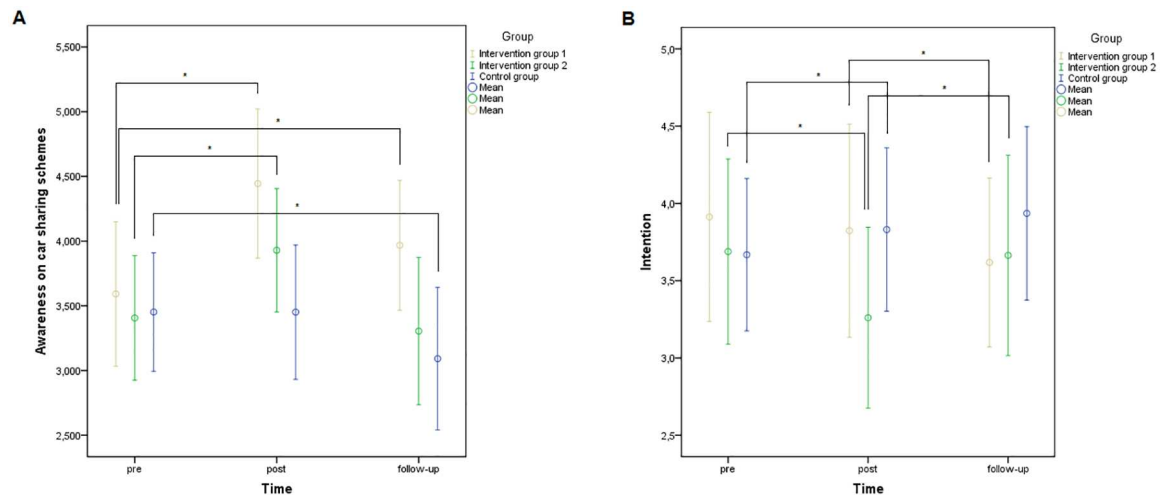 A
Awareness on car sharing schemes
5,500
5,000
4,500
4,000
3,500
3,000
2,500
*
*
*
*
pre
post
follow-up
Time
Group
Intervention group 1
Intervention group 2
Control group
Mean
Mean
Mean
B
Intention
5,0
4,5
4,0
3,5
3,0
2,5
*
*
*
*
pre
post
follow-up
Time
Group
Intervention group 1
Intervention group 2
Control group
Mean
Mean
Mean